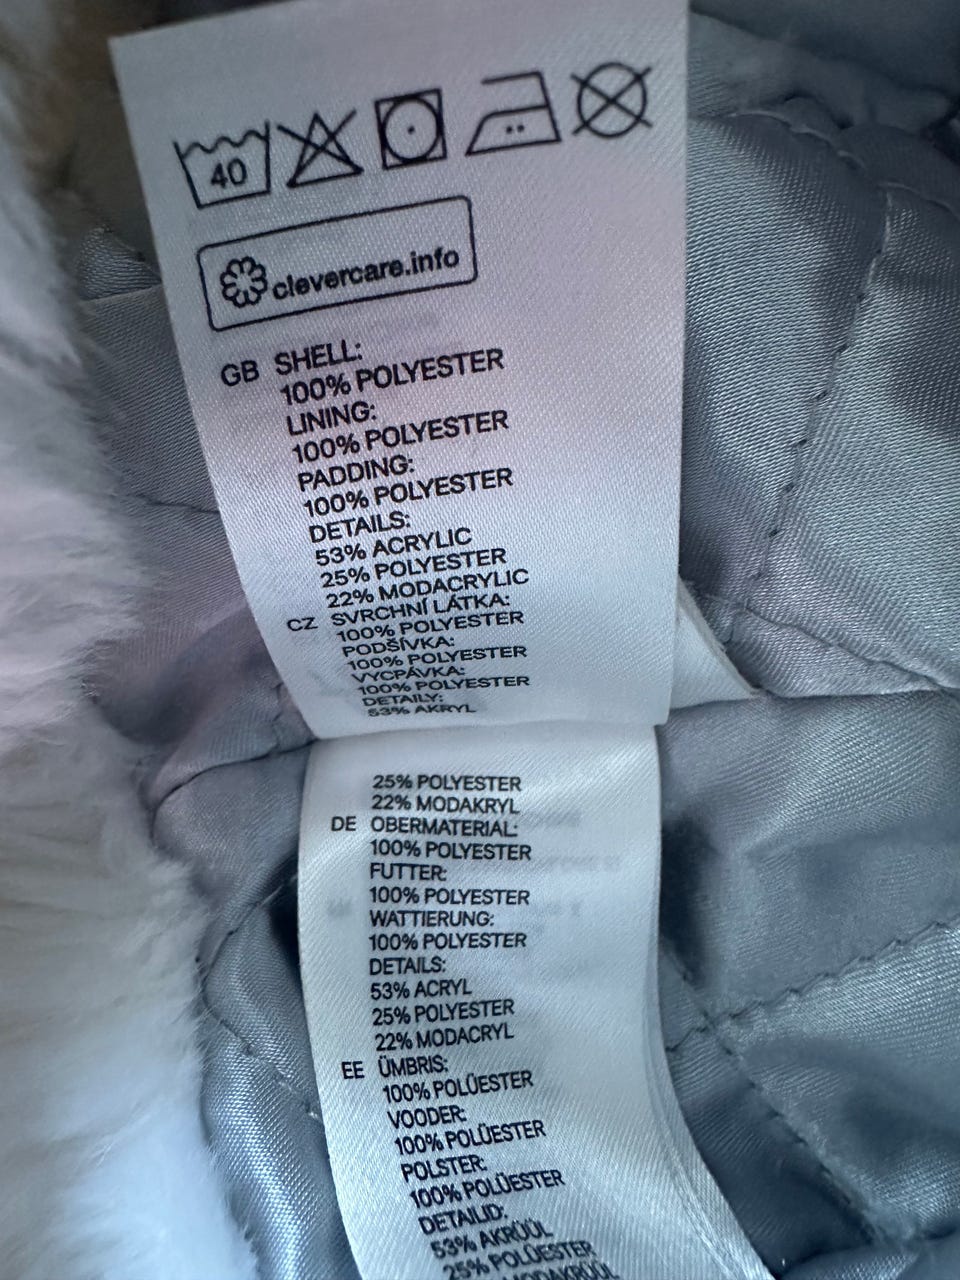 40
clevercare.info
GB SHELL:
100% POLYESTER
LINING:
100% POLYESTER
PADDING:
100% POLYESTER
DETAILS:
53% ACRYLIC
25% POLYESTER
22% MODACRYLIC
CZ SVRCHNÍ LÁTKA:
100% POLYESTER
PODŠÍVKA:
100% POLYESTER
VYCPÁVKA:
100% POLYESTER
DETAILY:
53% AKRYL
25% POLYESTER
22% MODAKRYL
DE OBERMATERIAL:
100% POLYESTER
FUTTER:
100% POLYESTER
WATTIERUNG:
100% POLYESTER
DETAILS:
53% ACRYL
25% POLYESTER
22% MODACRYL
EE ÜMBRIS:
100% POLÜESTER
VOODER:
100% POLÜESTER
POLSTER:
100% POLÜESTER
DETAILID:
53% AKRÜÜL
25% POLÜESTER
MODAKRÜÜL